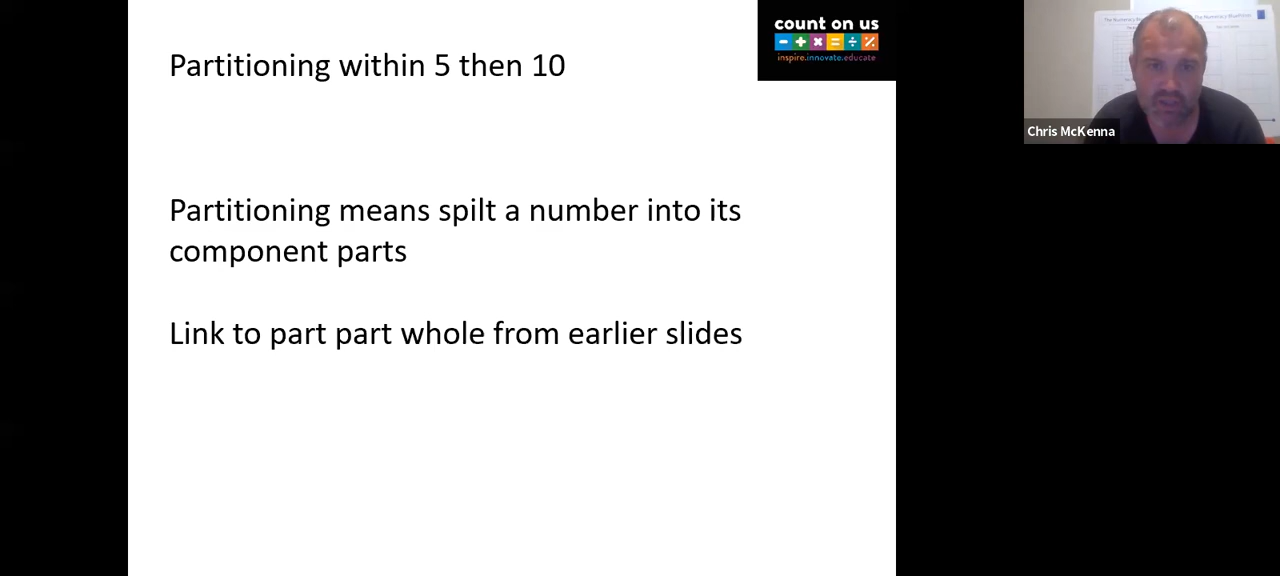 Partitioning within 5 then 10
count on us
- + × = ÷ %
inspire.innovate.educate
Chris McKenna
Partitioning means spilt a number into its
component parts
Link to part part whole from earlier slides